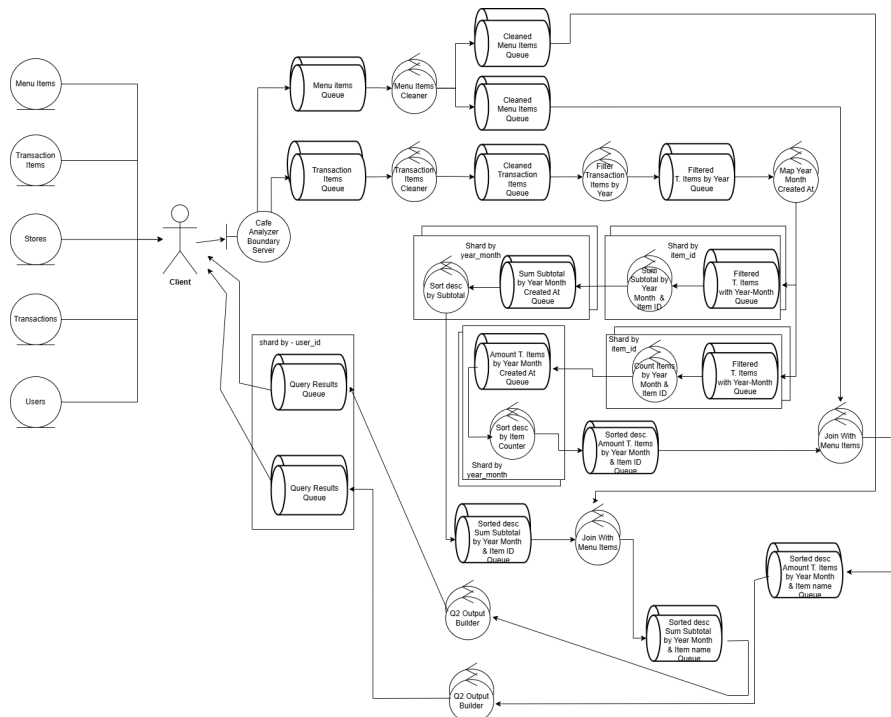 Cleaned
Menu Items
Queue
Menu Items
Menu items
Queue
Menu Items
Cleaner
Cleaned
Menu Items
Queue
Transaction
Items
Transaction
Items
Queue
Transaction
Items
Cleaner
Cleaned
Transaction
Items
Queue
Filter
Transaction
Items by
Year
Filtered
T. Items by Year
Queue
Map Year
Month
Created At
Stores
Client
Cafe
Analyzer
Boundary
Server
Shard by
year_month
Sort desc
by Subtotal
Sum Subtotal
by Year Month
Created At
Queue
Shard by
item_id
Sum
Subtotal by
Year
Month &
Item ID
Filtered
T. Items
with Year-Month
Queue
Transactions
shard by - user_id
Query Results
Queue
Amount T. Items
by Year Month
Created At
Queue
Shard by
item_id
Count Items
by Year
Month &
Item ID
Filtered
T. Items
with Year-Month
Queue
Users
Sort desc
by Item
Counter
Shard by
year_month
Sorted desc
Amount T. Items
by Year Month
& Item ID
Queue
Join With
Menu Items
Query Results
Queue
Sorted desc
Sum Subtotal
by Year Month
& Item ID
Queue
Join With
Menu Items
Sorted desc
Amount T. Items
by Year Month
& Item name
Queue
Q2 Output
Builder
Sorted desc
Sum Subtotal
by Year Month
& Item name
Queue
Q2 Output
Builder